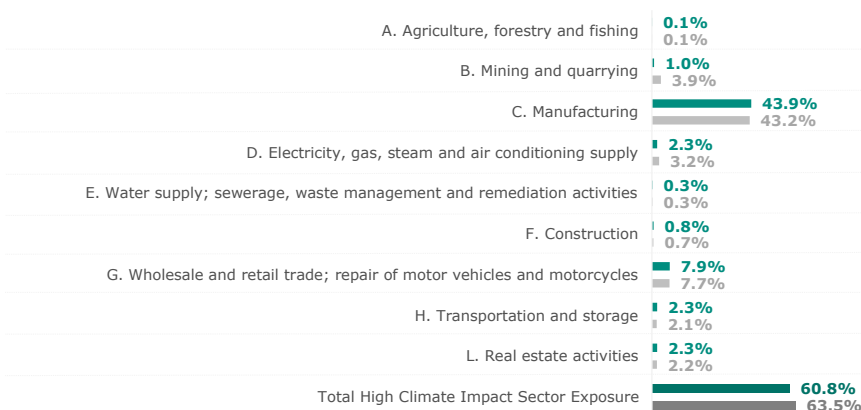 A. Agriculture, forestry and fishing 0.1%
0.1%
B. Mining and quarrying 1.0%
3.9%
C. Manufacturing 43.9%
43.2%
D. Electricity, gas, steam and air conditioning supply 2.3%
3.2%
E. Water supply; sewerage, waste management and remediation activities 0.3%
0.3%
F. Construction 0.8%
0.7%
G. Wholesale and retail trade; repair of motor vehicles and motorcycles 7.9%
7.7%
H. Transportation and storage 2.3%
2.1%
L. Real estate activities 2.3%
2.2%
Total High Climate Impact Sector Exposure 60.8%
63.5%